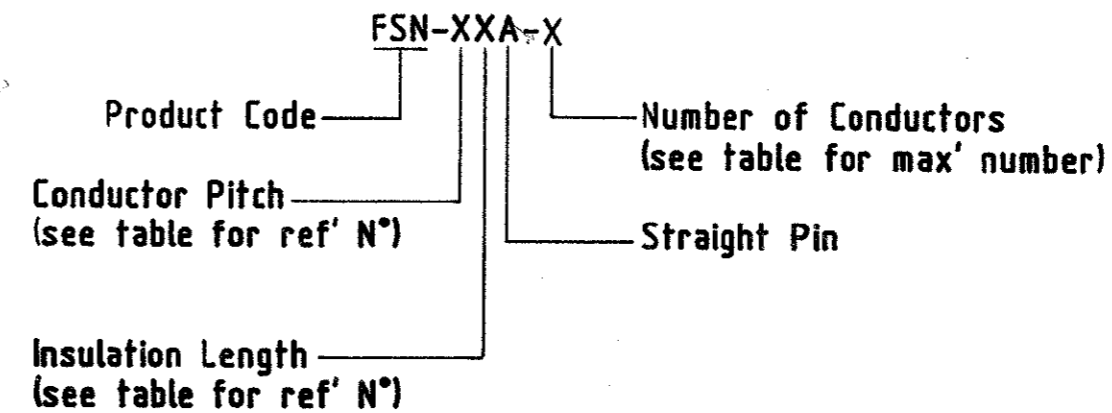 FSN-XXA-X
Product Code
Number of Conductors
(see table for max' number)
Conductor Pitch
(see table for ref' N°)
Straight Pin
Insulation Length
(see table for ref' N°)